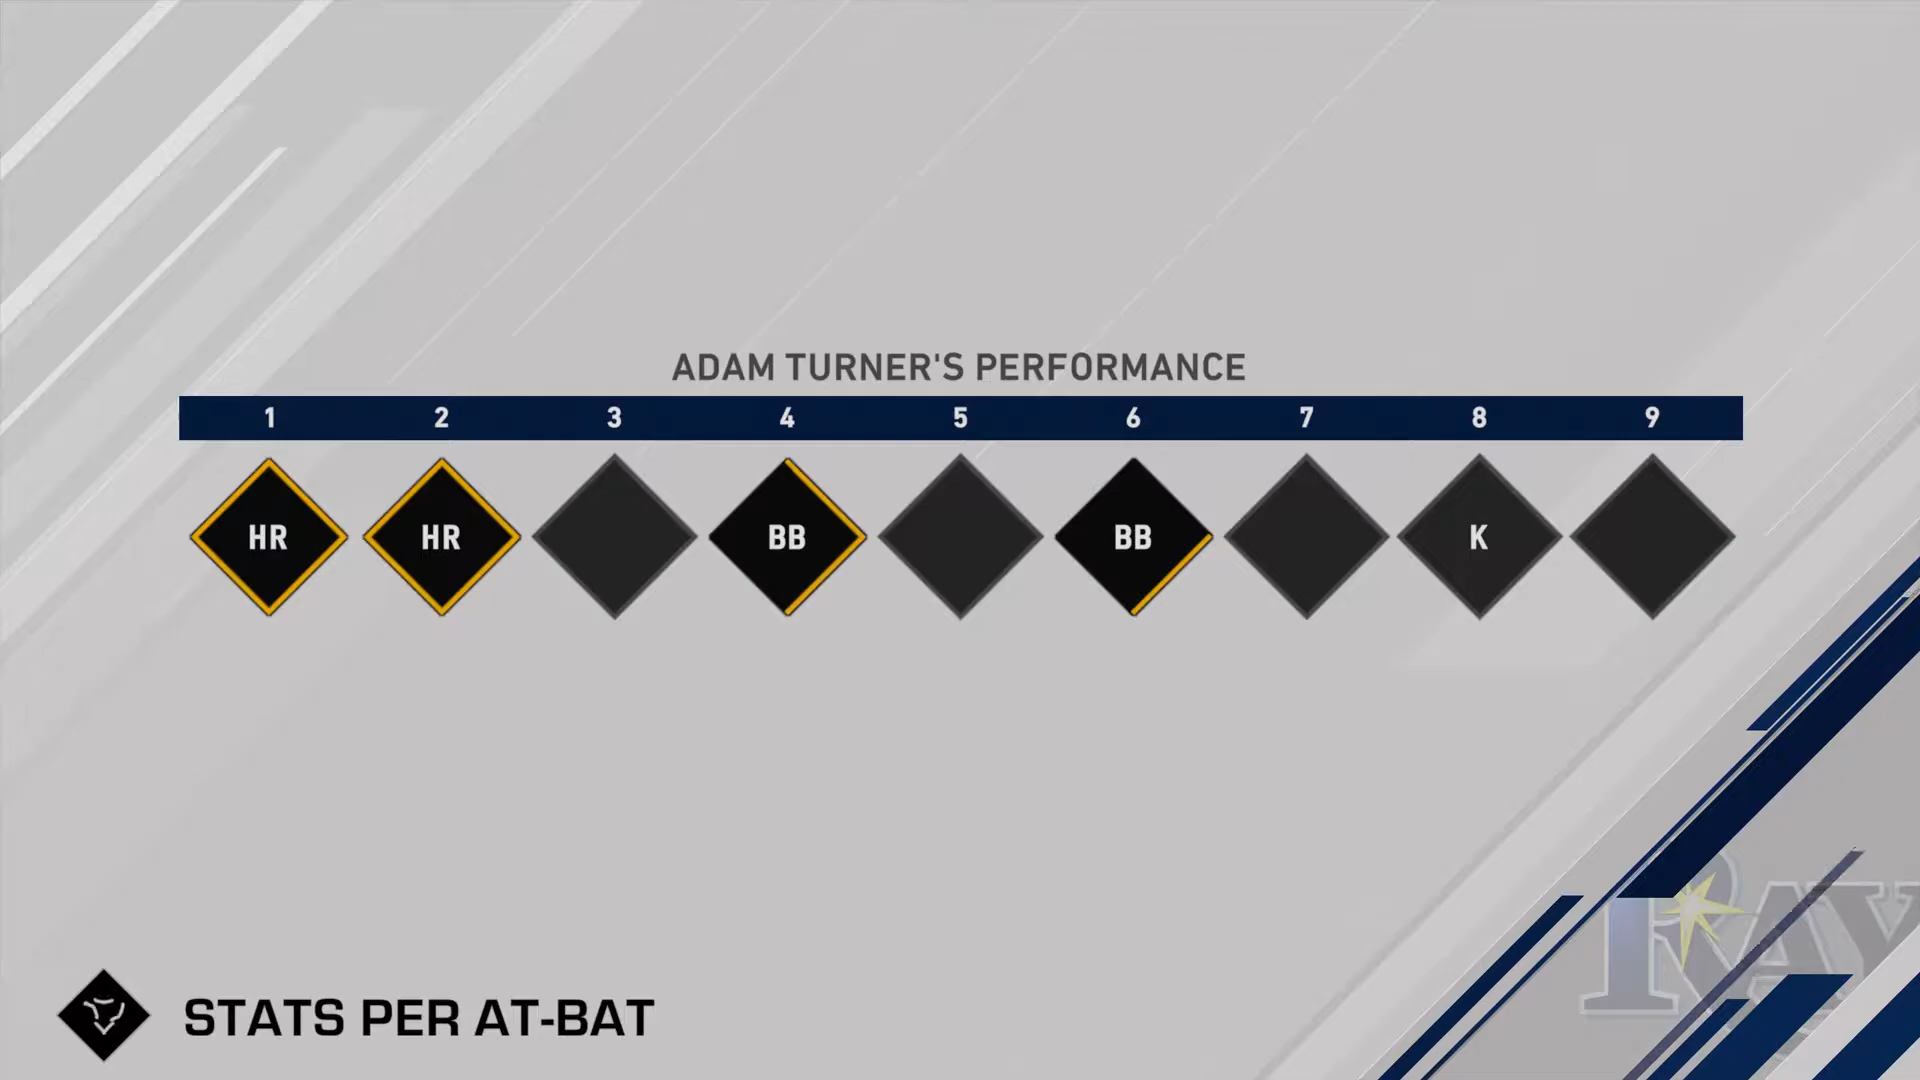 ADAM TURNER'S PERFORMANCE
1 2 3 4 5 6 7 8 9
HR HR BB BB K
RAY
STATS PER AT-BAT